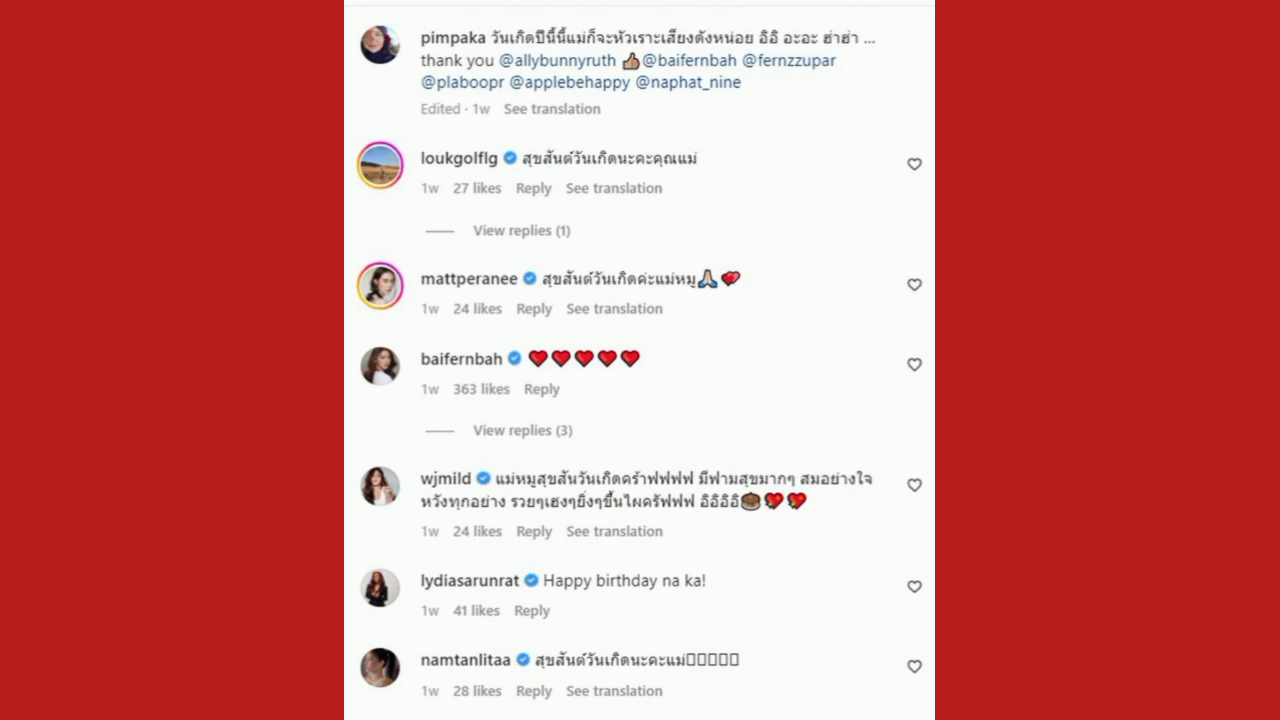 pimpaka วันเกิดปีนี้นี้แม่ก็จะหัวเราะเสียงดังหน่อย อิอิ อะอะ ฮ่าฮ่า ...
thank you @allybunnyruth 👍🏽@baifernbah @fernzzupar
@plaboopr @applebehappy @naphat_nine
Edited · 1w See translation
loukgolflg สุขสันต์วันเกิดนะคะคุณแม่
1w 27 likes Reply See translation
View replies (1)
mattperanee สุขสันต์วันเกิดค่ะแม่หมู🙏🏻💕
1w 24 likes Reply See translation
baifernbah ❤️❤️❤️❤️❤️
1w 363 likes Reply
View replies (3)
wjmild แม่หมูสุขสันวันเกิดคร้าฟฟฟฟ มีฟามสุขมากๆ สมอย่างใจ
หวังทุกอย่าง รวยๆเฮงๆยิ่งๆขึ้นไผครัฟฟฟ อิอิอิอิ🎂💖💖
1w 24 likes Reply See translation
lydiasarunrat Happy birthday na ka!
1w 41 likes Reply
namtanlitaa สุขสันต์วันเกิดนะคะแม่▯▯▯▯▯
1w 28 likes Reply See translation